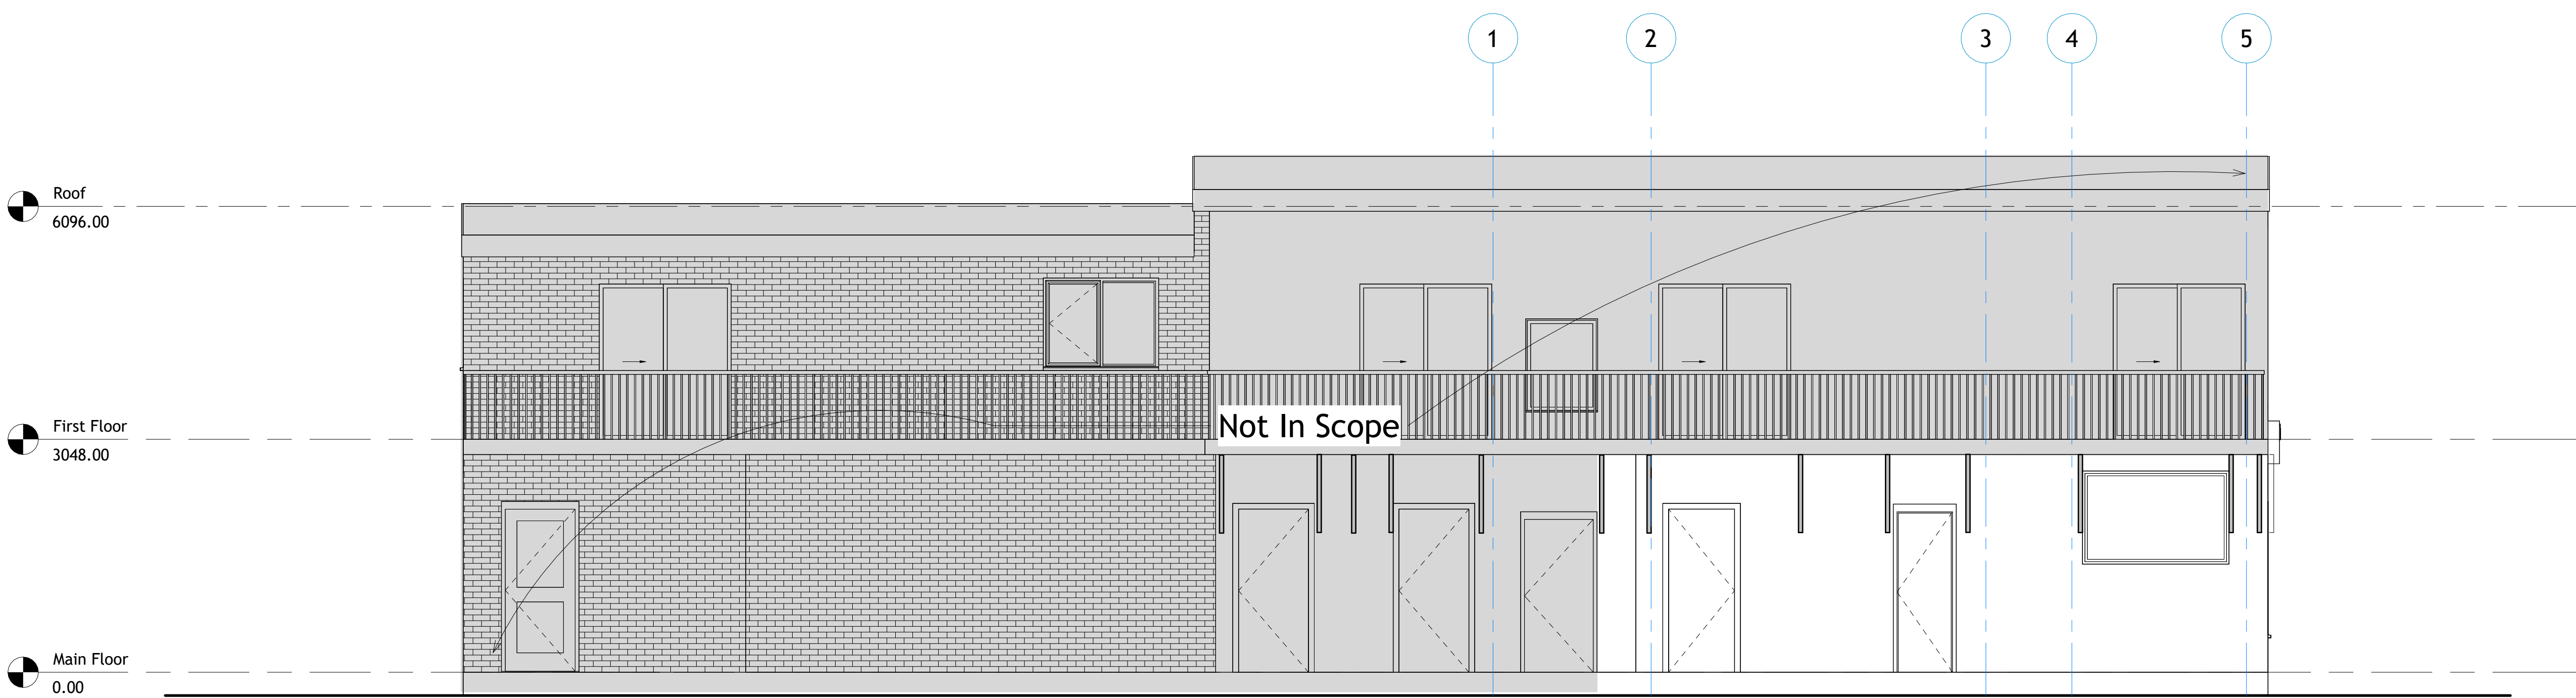 1 2 3 4 5
Roof
6096.00
First Floor
3048.00
Not In Scope
Main Floor
0.00